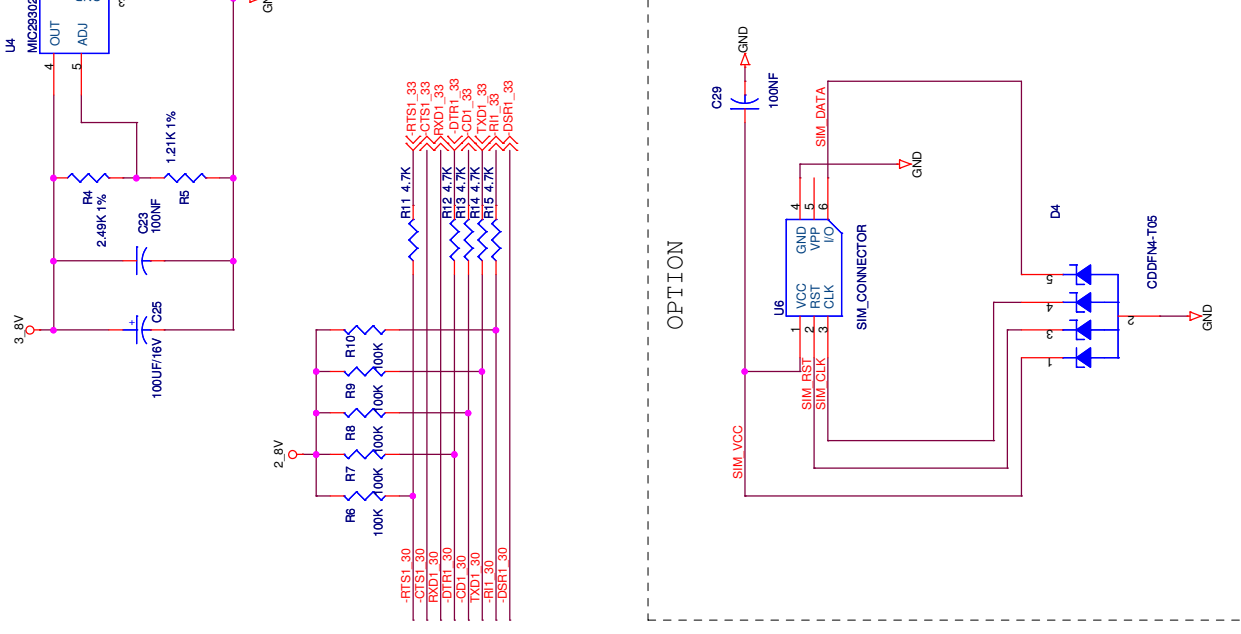 U4
MIC29302
OUT
ADJ
4
5
3
GND
R4
2.49K 1%
1.21K 1%
R5
C23
100NF
3_8V
C25
100UF/16V
+
-RTS1_33
-CTS1_33
RXD1_33
-DTR1_33
-CD1_33
TXD1_33
-RI1_33
-DSR1_33
R11 4.7K
R12 4.7K
R13 4.7K
R14 4.7K
R15 4.7K
2_8V
R10
100K
R9
100K
R8
100K
R7
100K
R6
100K
-RTS1_30
-CTS1_30
RXD1_30
-DTR1_30
-CD1_30
TXD1_30
-RI1_30
-DSR1_30
OPTION
GND
C29
100NF
SIM_DATA
GND
4
5
6
GND
VPP
I/O
U6
VCC
RST
CLK
SIM_CONNECTOR
1
2
3
SIM_RST
SIM_CLK
SIM_VCC
D4
CDDFN4-T05
5
4
3
1
2
GND